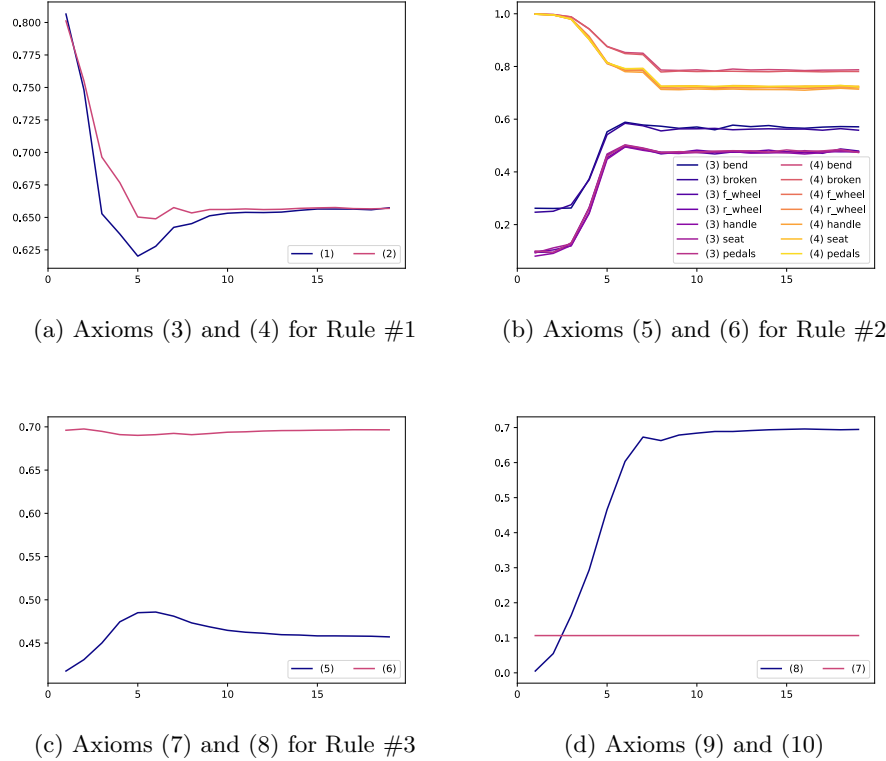 0.800
0.775
0.750
0.725
0.700
0.675
0.650
0.625
0 5 10 15
(1) (2)
(a) Axioms (3) and (4) for Rule #1
1.0
0.8
0.6
0.4
0.2
0 5 10 15
(3) bend (4) bend
(3) broken (4) broken
(3) f_wheel (4) f_wheel
(3) r_wheel (4) r_wheel
(3) handle (4) handle
(3) seat (4) seat
(3) pedals (4) pedals
(b) Axioms (5) and (6) for Rule #2
0.70
0.65
0.60
0.55
0.50
0.45
0 5 10 15
(5) (6)
(c) Axioms (7) and (8) for Rule #3
0.7
0.6
0.5
0.4
0.3
0.2
0.1
0.0
0 5 10 15
(8) (7)
(d) Axioms (9) and (10)